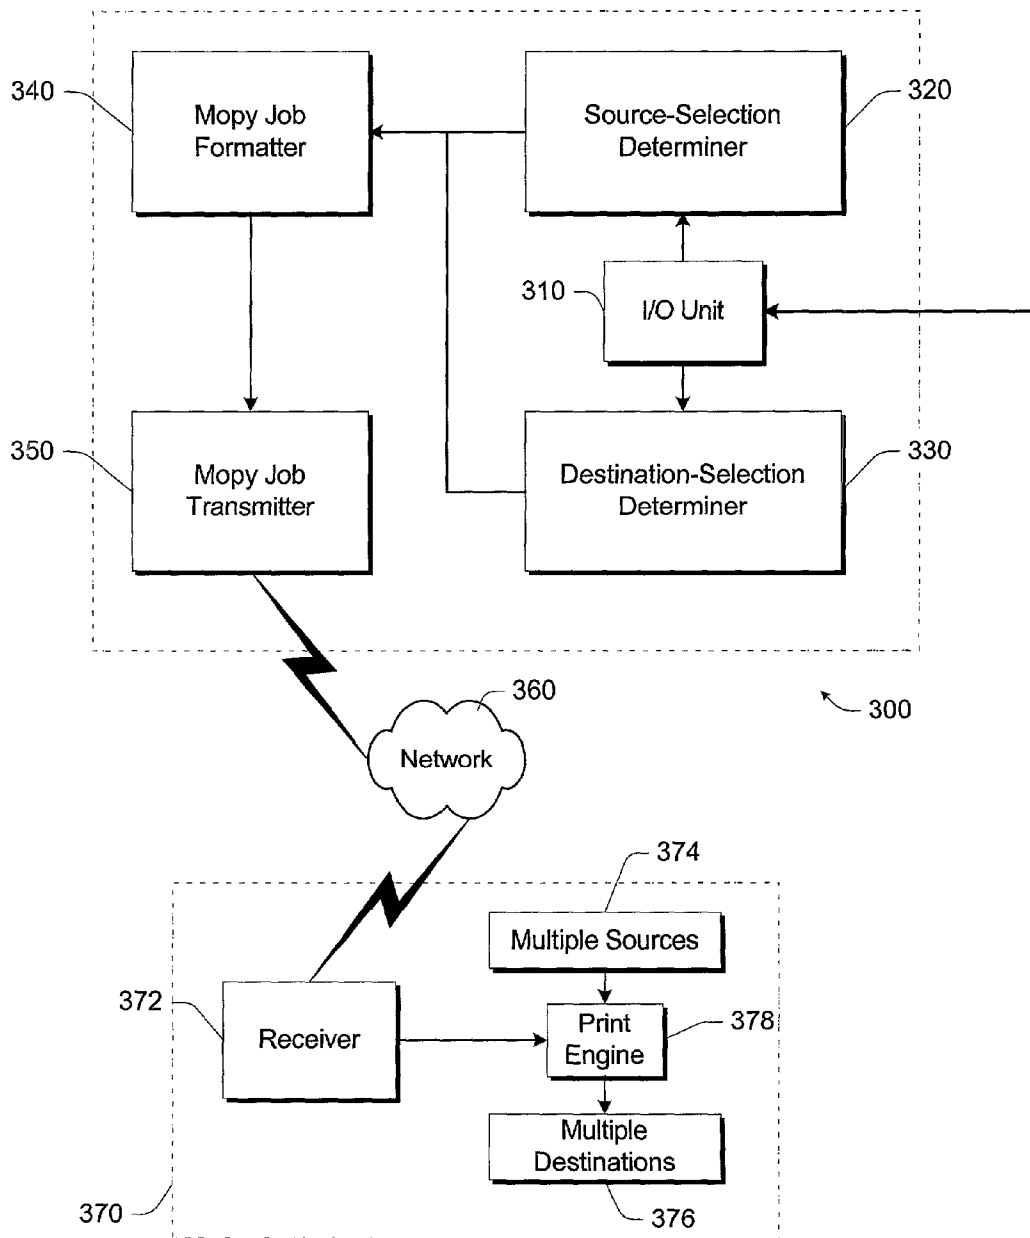 340
Mopy Job
Formatter
Source-Selection
Determiner
320
310
I/O Unit
350
Mopy Job
Transmitter
Destination-Selection
Determiner
330
360
Network
300
374
Multiple Sources
372
Receiver
Print
Engine
378
Multiple
Destinations
370
376